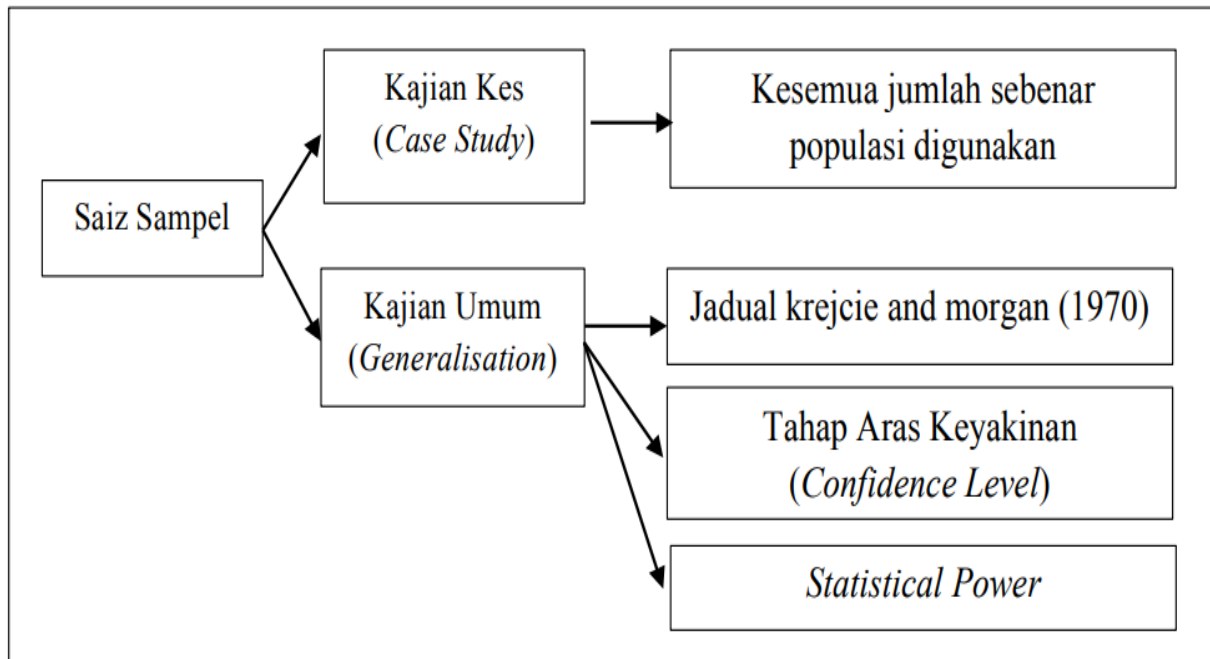 Saiz Sampel
Kajian Kes
(Case Study)
Kesemua jumlah sebenar
populasi digunakan
Kajian Umum
(Generalisation)
Jadual krejcie and morgan (1970)
Tahap Aras Keyakinan
(Confidence Level)
Statistical Power